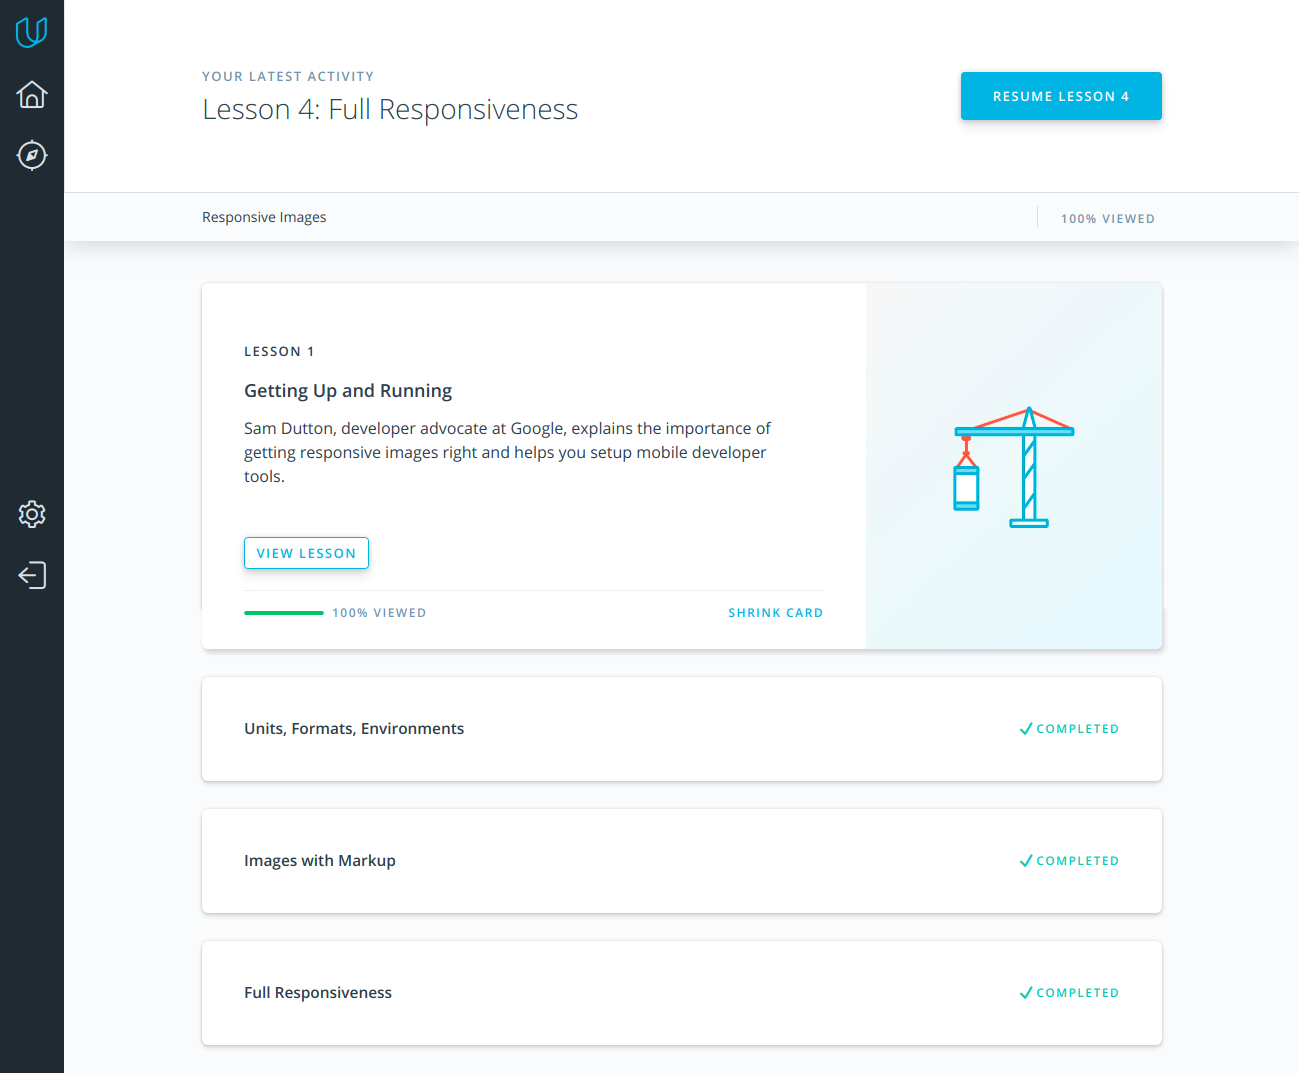 YOUR LATEST ACTIVITY
Lesson 4: Full Responsiveness
RESUME LESSON 4
Responsive Images
100% VIEWED
LESSON 1
Getting Up and Running
Sam Dutton, developer advocate at Google, explains the importance of
getting responsive images right and helps you setup mobile developer
tools.
VIEW LESSON
100% VIEWED
SHRINK CARD
Units, Formats, Environments
COMPLETED
Images with Markup
COMPLETED
Full Responsiveness
COMPLETED